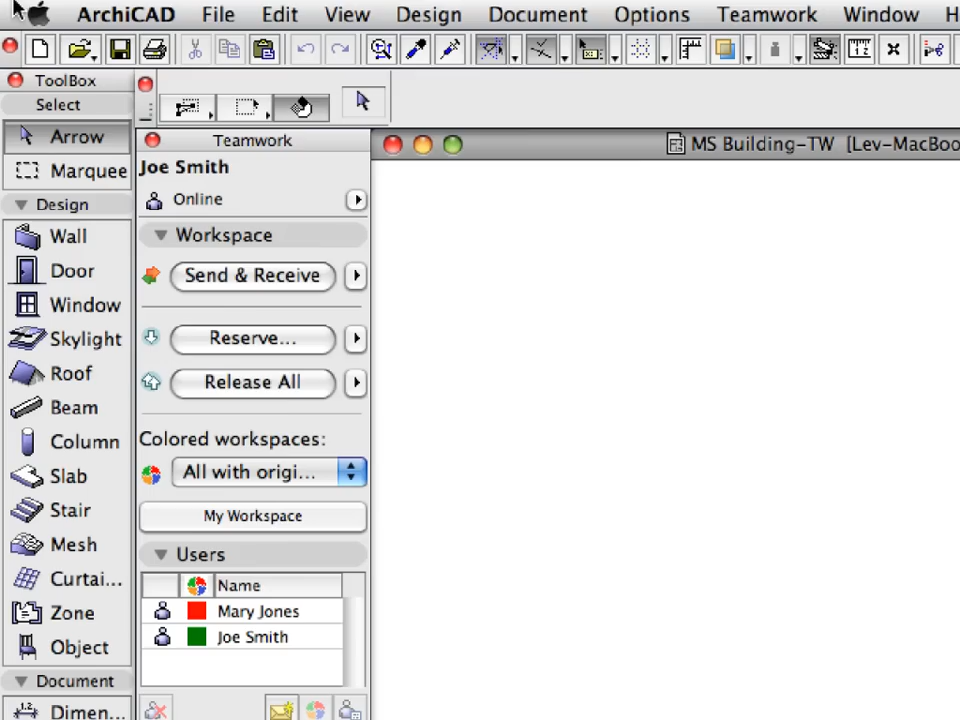 ArchiCAD File Edit View Design Document Options Teamwork Window H
ToolBox
Select
Arrow
Marquee
Design
Wall
Door
Window
Skylight
Roof
Beam
Column
Slab
Stair
Mesh
Curtai...
Zone
Object
Document
Dimen...
Teamwork
Joe Smith
Online
Workspace
Send & Receive
Reserve...
Release All
Colored workspaces:
All with origi...
My Workspace
Users
Name
Mary Jones
Joe Smith
MS Building-TW [Lev-MacBoo